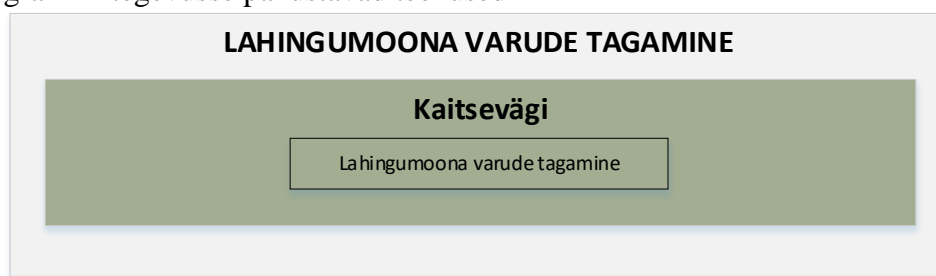 tegevusse panustavad teenused
LAHINGUMOONA VARUDE TAGAMINE
Kaitsevägi
Lahingumoona varude tagamine